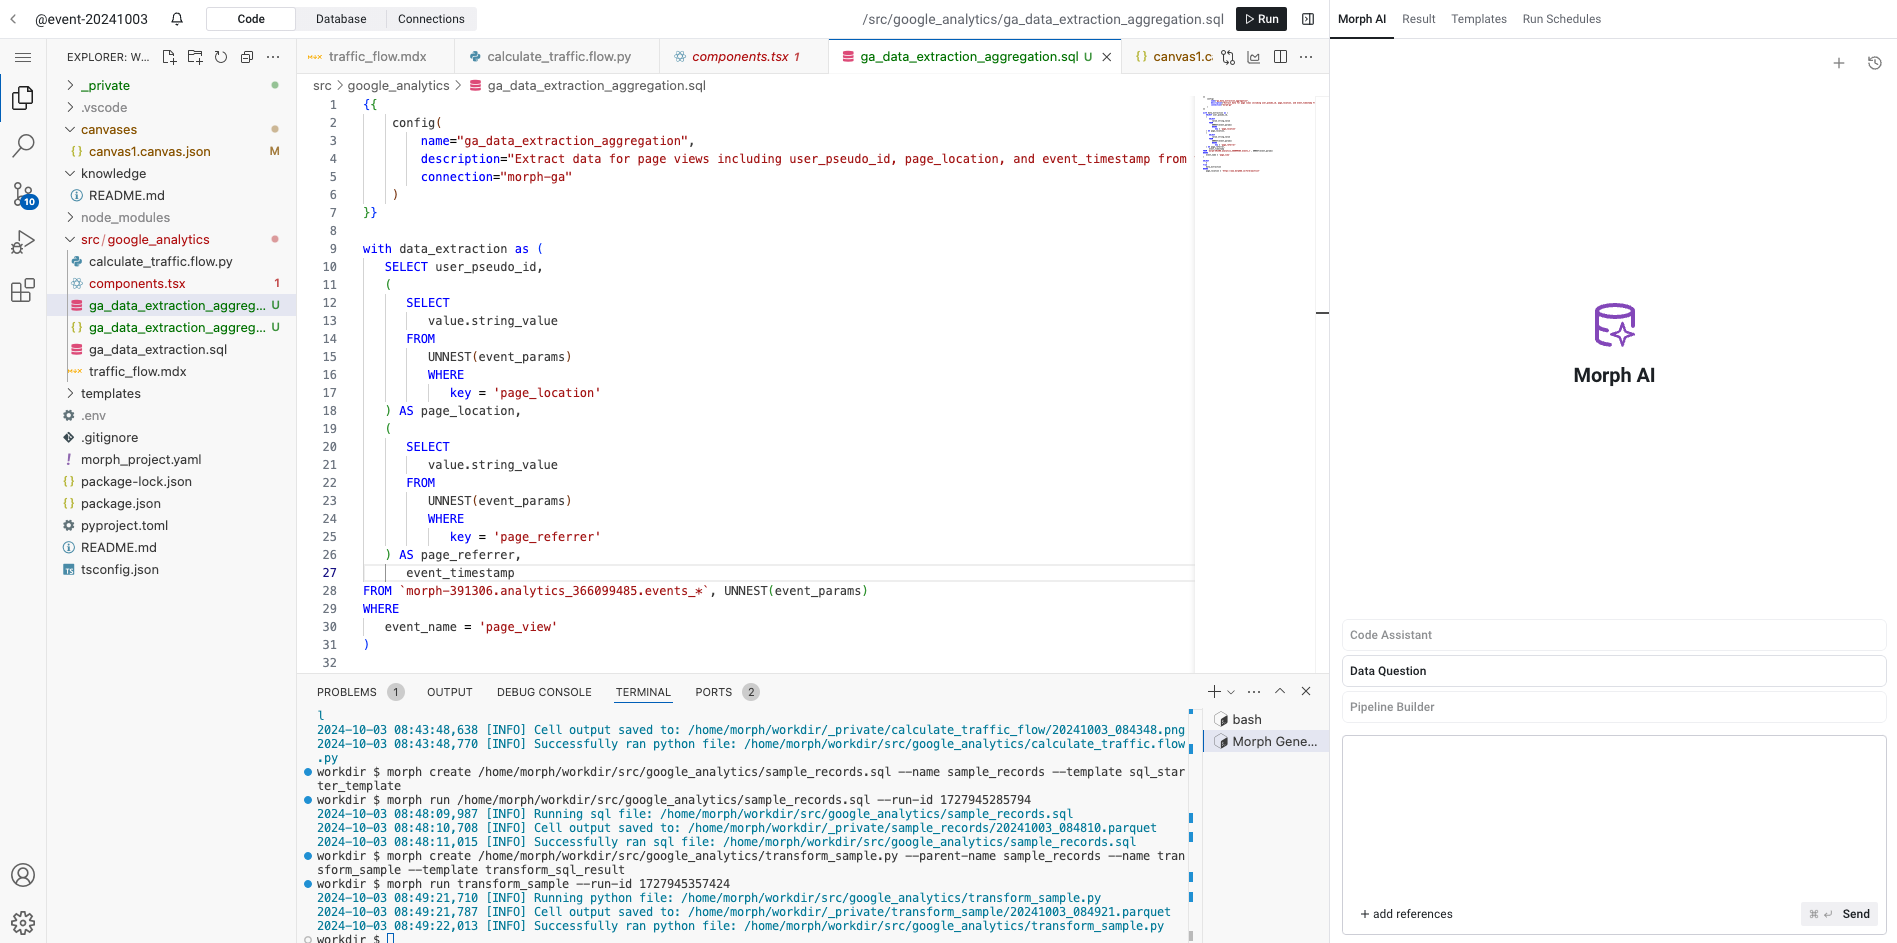 @event-20241003
Code
Database
Connections
/src/google_analytics/ga_data_extraction_aggregation.sql
Run
Morph AI
Result
Templates
Run Schedules
EXPLORER: W...
_private
.vscode
canvases
canvas1.canvas.json M
knowledge
README.md
node_modules
src/google_analytics
calculate_traffic.flow.py
components.tsx 1
ga_data_extraction_aggreg... U
ga_data_extraction_aggreg... U
ga_data_extraction.sql
traffic_flow.mdx
templates
.env
.gitignore
morph_project.yaml
package-lock.json
package.json
pyproject.toml
README.md
tsconfig.json
10
traffic_flow.mdx
calculate_traffic.flow.py
components.tsx 1
ga_data_extraction_aggregation.sql U
canvas1.c
src > google_analytics > ga_data_extraction_aggregation.sql
1 {{
2 config(
3 name="ga_data_extraction_aggregation",
4 description="Extract data for page views including user_pseudo_id, page_location, and event_timestamp from
5 connection="morph-ga"
6 )
7 }}
8
9 with data_extraction as (
10 SELECT user_pseudo_id,
11 (
12 SELECT
13 value.string_value
14 FROM
15 UNNEST(event_params)
16 WHERE
17 key = 'page_location'
18 ) AS page_location,
19 (
20 SELECT
21 value.string_value
22 FROM
23 UNNEST(event_params)
24 WHERE
25 key = 'page_referrer'
26 ) AS page_referrer,
27 event_timestamp
28 FROM `morph-391306.analytics_366099485.events_*`, UNNEST(event_params)
29 WHERE
30 event_name = 'page_view'
31 )
32
PROBLEMS 1
OUTPUT
DEBUG CONSOLE
TERMINAL
PORTS 2
l
2024-10-03 08:43:48,638 [INFO] Cell output saved to: /home/morph/workdir/_private/calculate_traffic_flow/20241003_084348.png
2024-10-03 08:43:48,770 [INFO] Successfully ran python file: /home/morph/workdir/src/google_analytics/calculate_traffic.flow
.py
workdir $ morph create /home/morph/workdir/src/google_analytics/sample_records.sql --name sample_records --template sql_star
ter_template
workdir $ morph run /home/morph/workdir/src/google_analytics/sample_records.sql --run-id 1727945285794
2024-10-03 08:48:09,987 [INFO] Running sql file: /home/morph/workdir/src/google_analytics/sample_records.sql
2024-10-03 08:48:10,708 [INFO] Cell output saved to: /home/morph/workdir/_private/sample_records/20241003_084810.parquet
2024-10-03 08:48:11,015 [INFO] Successfully ran sql file: /home/morph/workdir/src/google_analytics/sample_records.sql
workdir $ morph create /home/morph/workdir/src/google_analytics/transform_sample.py --parent-name sample_records --name tran
sform_sample --template transform_sql_result
workdir $ morph run transform_sample --run-id 1727945357424
2024-10-03 08:49:21,710 [INFO] Running python file: /home/morph/workdir/src/google_analytics/transform_sample.py
2024-10-03 08:49:21,787 [INFO] Cell output saved to: /home/morph/workdir/_private/transform_sample/20241003_084921.parquet
2024-10-03 08:49:22,013 [INFO] Successfully ran python file: /home/morph/workdir/src/google_analytics/transform_sample.py
workdir $
bash
Morph Gene...
Morph AI
Code Assistant
Data Question
Pipeline Builder
+ add references
⌘ ↵ Send